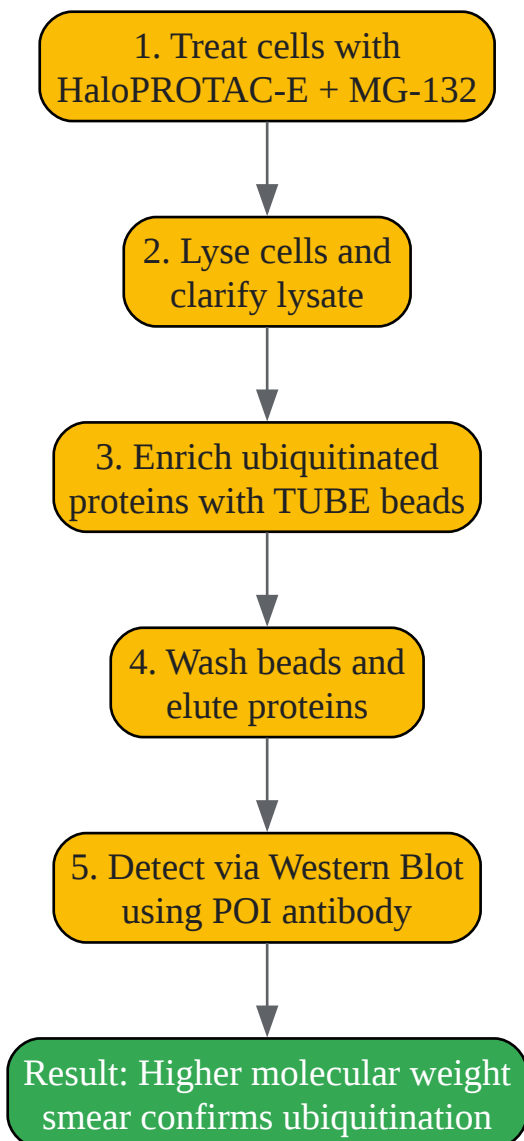 1. Treat cells with
HaloPROTAC-E + MG-132
2. Lyse cells and
clarify lysate
3. Enrich ubiquitinated
proteins with TUBE beads
4. Wash beads and
elute proteins
5. Detect via Western Blot
using POI antibody
Result: Higher molecular weight
smear confirms ubiquitination